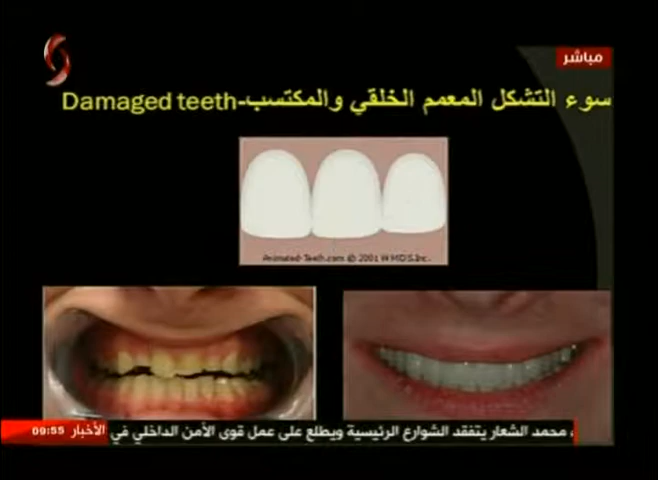 مباشر
سوء التشكل المعمم الخلقي والمكتسب-Damaged teeth
Animated-Teeth.com © 2001 WMDS,Inc.
محمد الشعار يتفقد الشوارع الرئيسية ويطلع على عمل قوى الأمن الداخلي في
الأخبار 09:55